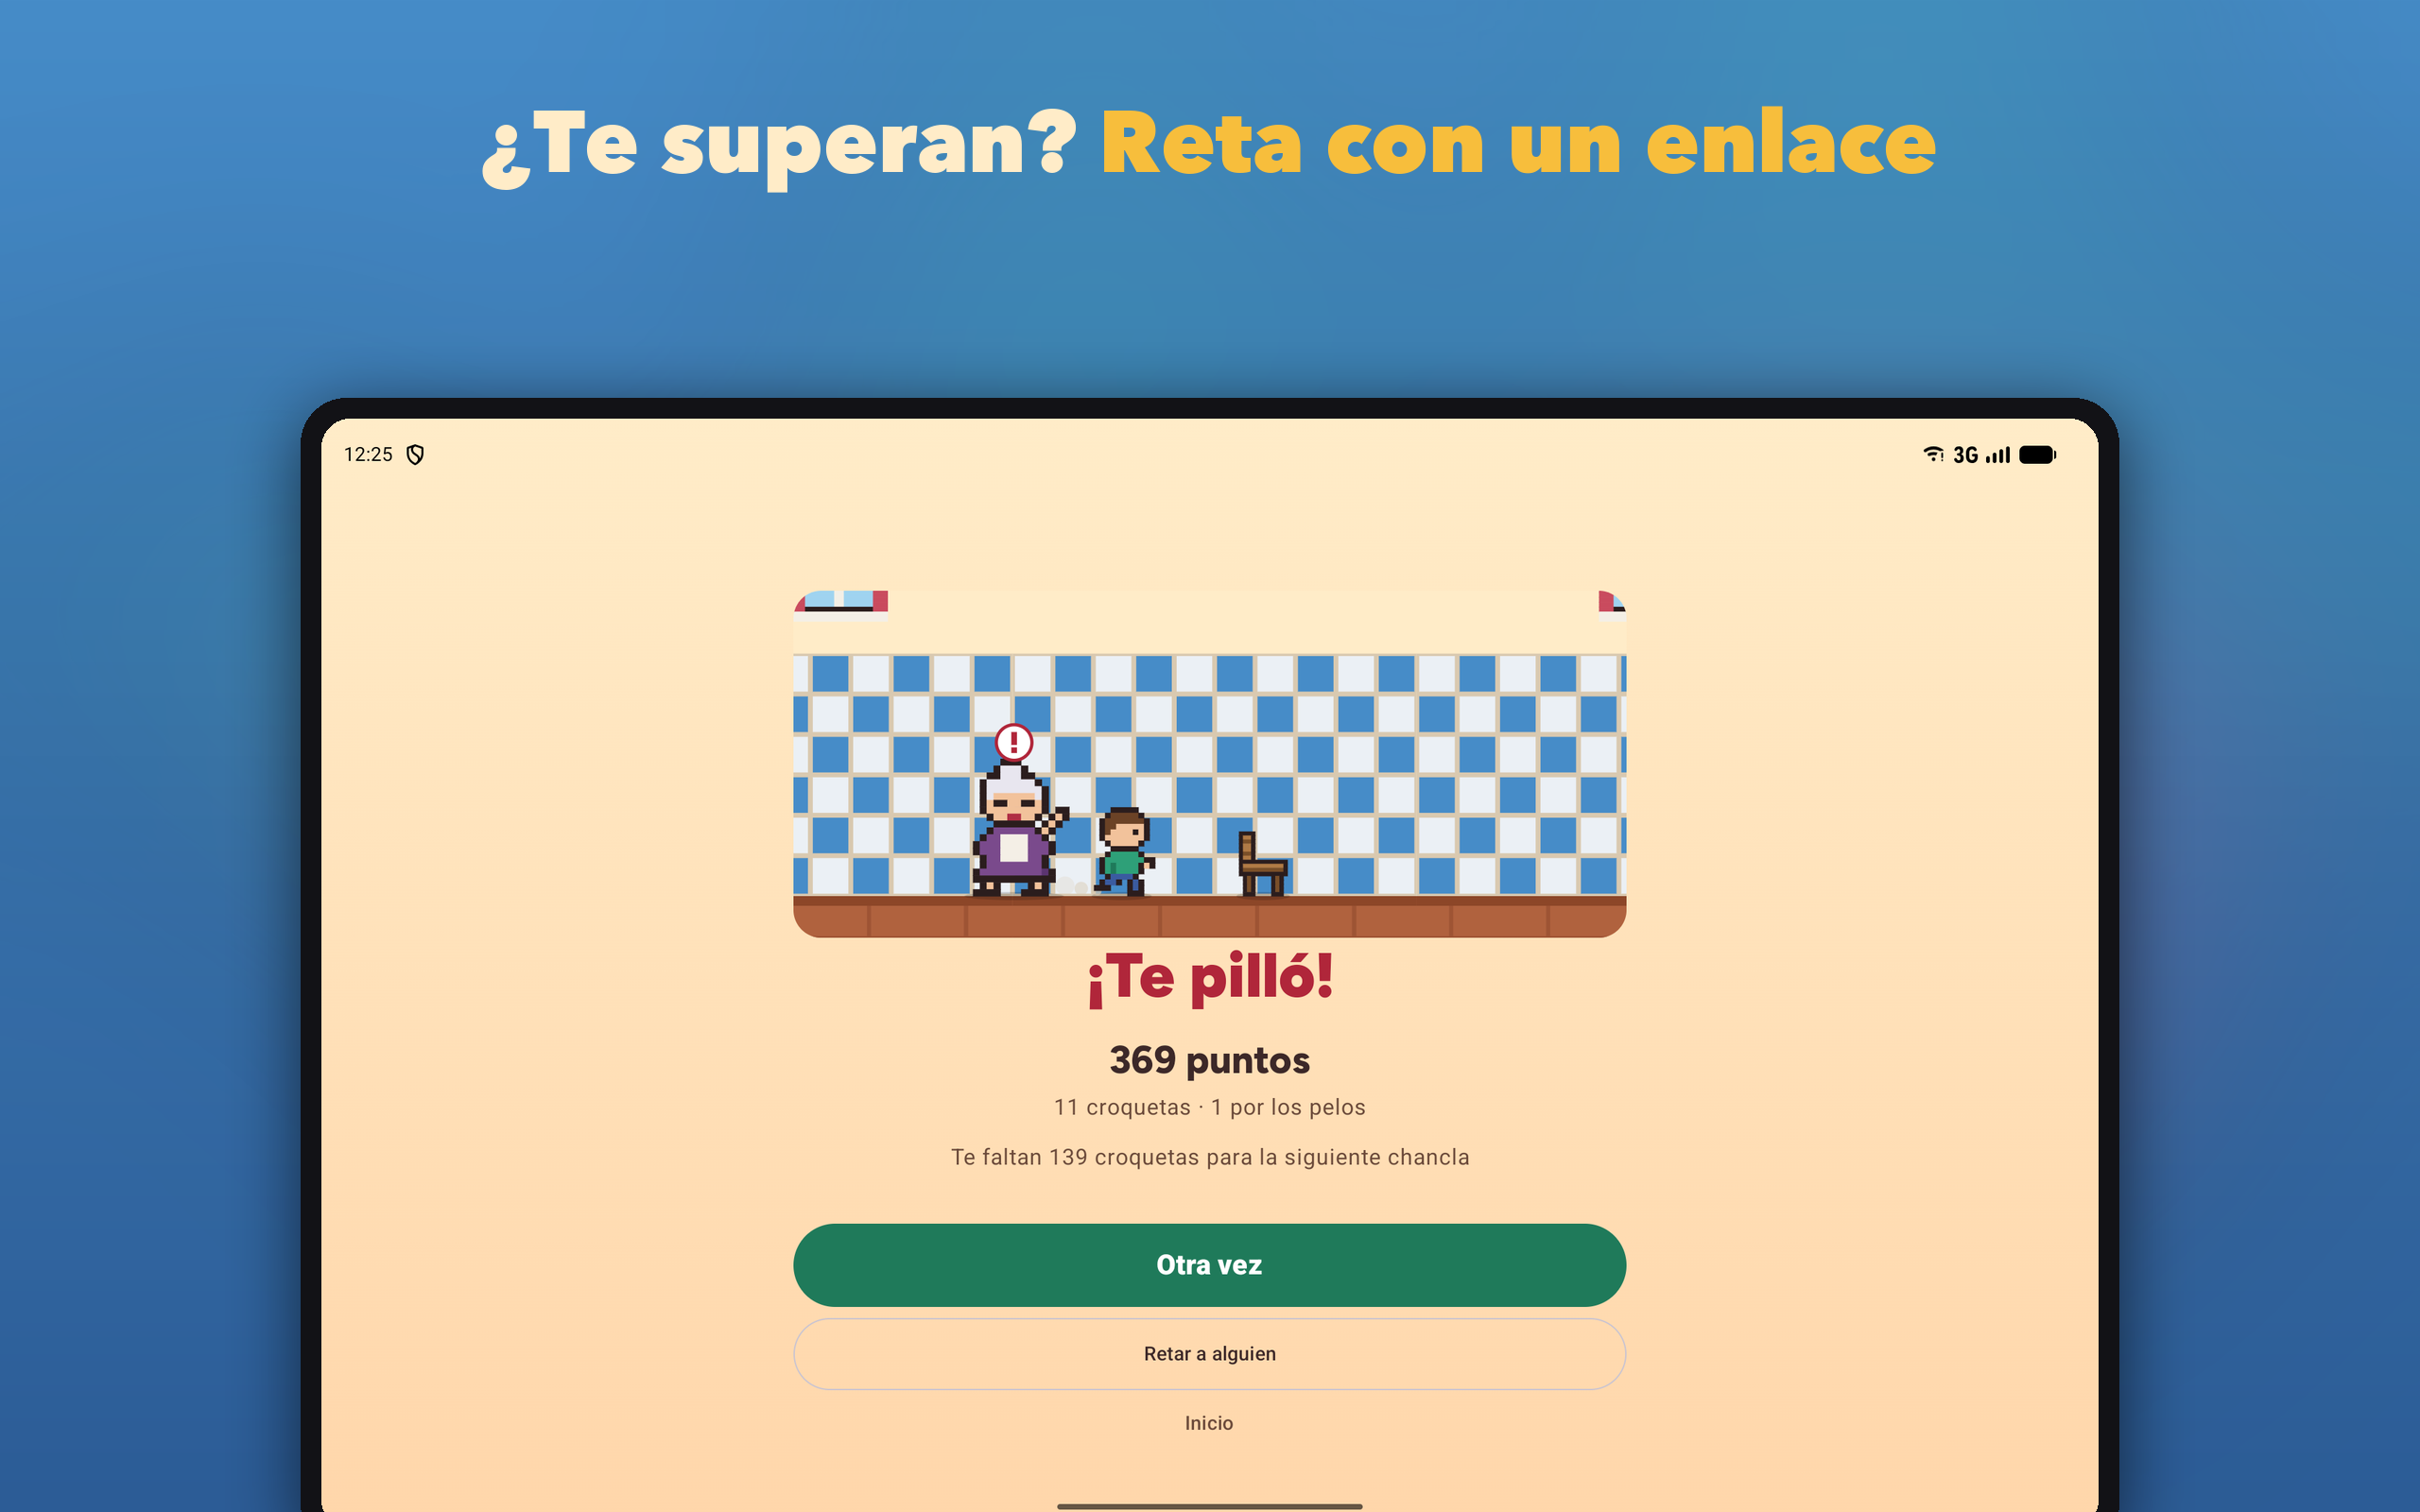 ¿Te superan? Reta con un enlace
12:25
3G
!
¡Te pilló!
369 puntos
11 croquetas · 1 por los pelos
Te faltan 139 croquetas para la siguiente chancla
Otra vez
Retar a alguien
Inicio